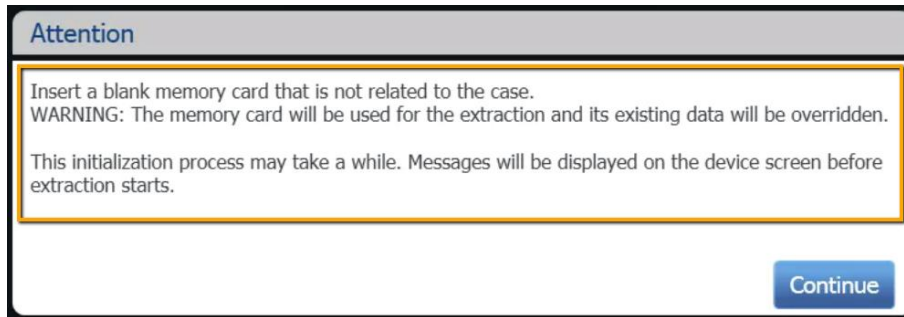 Attention
Insert a blank memory card that is not related to the case.
WARNING: The memory card will be used for the extraction and its existing data will be overridden.
This initialization process may take a while. Messages will be displayed on the device screen before
extraction starts.
Continue